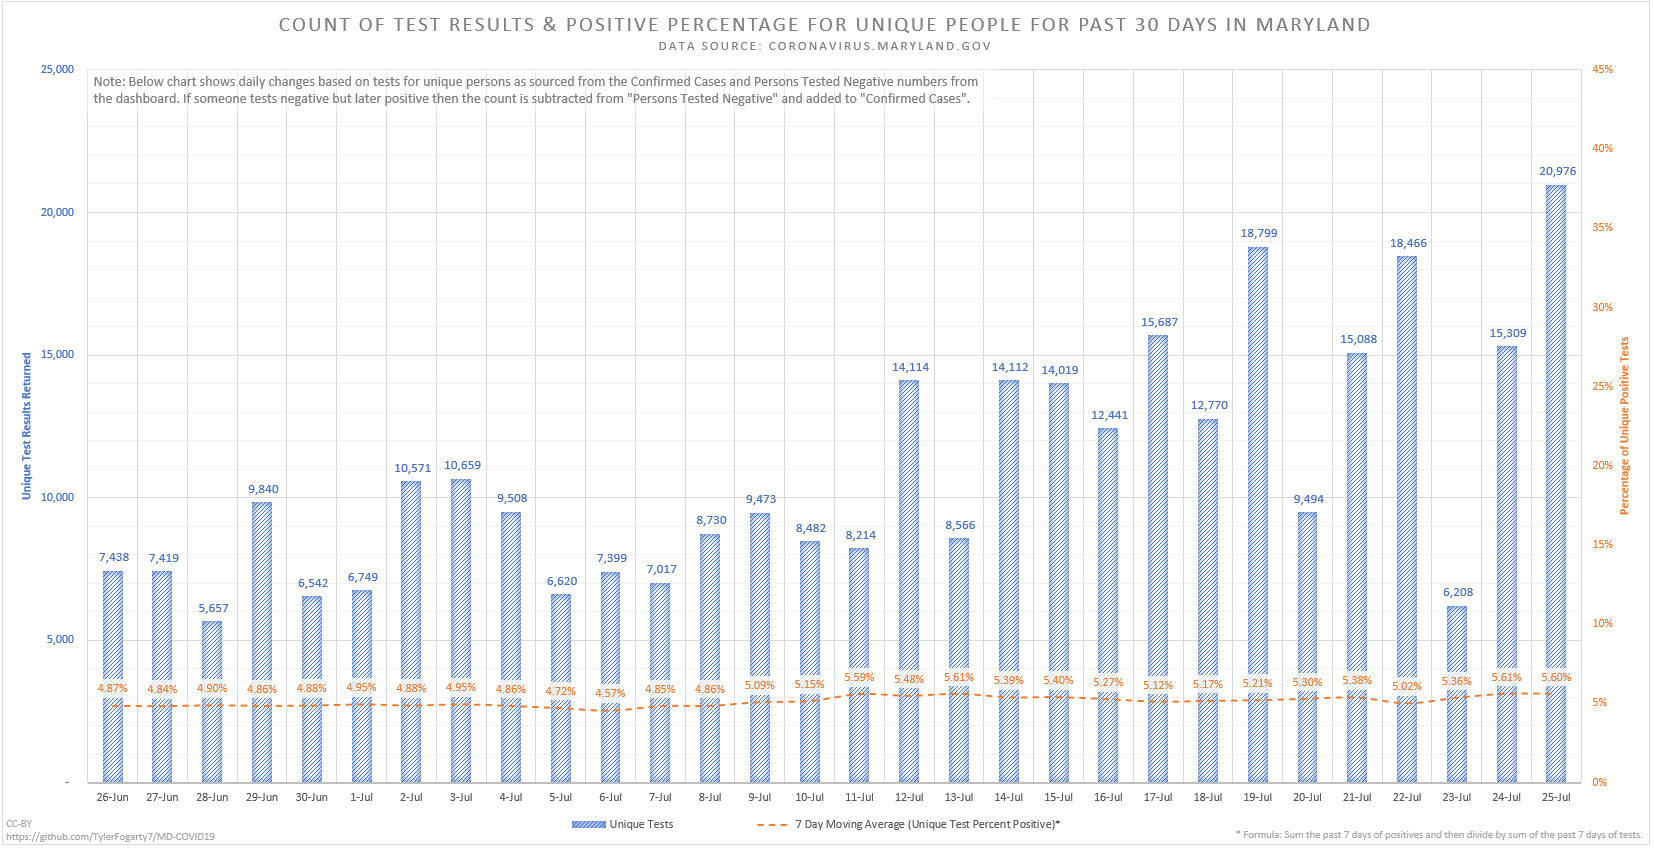 COUNT OF TEST RESULTS & POSITIVE PERCENTAGE FOR UNIQUE PEOPLE FOR PAST 30 DAYS IN MARYLAND
DATA SOURCE: CORONAVIRUS.MARYLAND.GOV
Note: Below chart shows daily changes based on tests for unique persons as sourced from the Confirmed Cases and Persons Tested Negative numbers from
the dashboard. If someone tests negative but later positive then the count is subtracted from "Persons Tested Negative" and added to "Confirmed Cases".
Unique Test Results Returned
25,000
20,000
15,000
10,000
5,000
-
7,438
7,419
5,657
9,840
6,542
6,749
10,571
10,659
9,508
6,620
7,399
7,017
8,730
9,473
8,482
8,214
14,114
8,566
14,112
14,019
12,441
15,687
12,770
18,799
9,494
15,088
18,466
6,208
15,309
20,976
4.87%
4.84%
4.90%
4.86%
4.88%
4.95%
4.88%
4.95%
4.86%
4.72%
4.57%
4.85%
4.86%
5.09%
5.15%
5.59%
5.48%
5.61%
5.39%
5.40%
5.27%
5.12%
5.17%
5.21%
5.30%
5.38%
5.02%
5.36%
5.61%
5.60%
45%
40%
35%
30%
25%
20%
15%
10%
5%
0%
Percentage of Unique Positive Tests
26-Jun
27-Jun
28-Jun
29-Jun
30-Jun
1-Jul
2-Jul
3-Jul
4-Jul
5-Jul
6-Jul
7-Jul
8-Jul
9-Jul
10-Jul
11-Jul
12-Jul
13-Jul
14-Jul
15-Jul
16-Jul
17-Jul
18-Jul
19-Jul
20-Jul
21-Jul
22-Jul
23-Jul
24-Jul
25-Jul
Unique Tests
7 Day Moving Average (Unique Test Percent Positive)*
CC-BY
https://github.com/TylerFogarty7/MD-COVID19
* Formula: Sum the past 7 days of positives and then divide by sum of the past 7 days of tests.